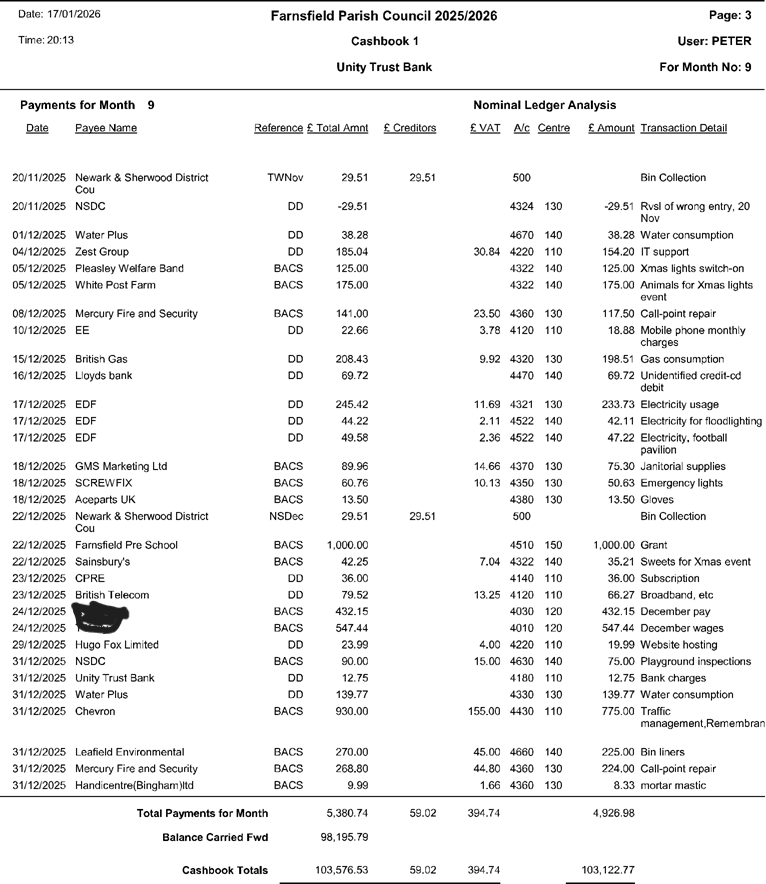 Date: 17/01/2026 Farnsfield Parish Council 2025/2026 Page: 3
Time: 20:13 Cashbook 1 User: PETER
Unity Trust Bank For Month No: 9
Payments for Month 9 Nominal Ledger Analysis
Date Payee Name Reference £ Total Amnt £ Creditors £ VAT A/c Centre £ Amount Transaction Detail
20/11/2025 Newark & Sherwood District TWNov 29.51 29.51 500 Bin Collection
Cou
20/11/2025 NSDC DD -29.51 4324 130 -29.51 Rvsl of wrong entry, 20
Nov
01/12/2025 Water Plus DD 38.28 4670 140 38.28 Water consumption
04/12/2025 Zest Group DD 185.04 30.84 4220 110 154.20 IT support
05/12/2025 Pleasley Welfare Band BACS 125.00 4322 140 125.00 Xmas lights switch-on
05/12/2025 White Post Farm BACS 175.00 4322 140 175.00 Animals for Xmas lights
event
08/12/2025 Mercury Fire and Security BACS 141.00 23.50 4360 130 117.50 Call-point repair
10/12/2025 EE DD 22.66 3.78 4120 110 18.88 Mobile phone monthly
charges
15/12/2025 British Gas DD 208.43 9.92 4320 130 198.51 Gas consumption
16/12/2025 Lloyds bank DD 69.72 4470 140 69.72 Unidentified credit-cd
debit
17/12/2025 EDF DD 245.42 11.69 4321 130 233.73 Electricity usage
17/12/2025 EDF DD 44.22 2.11 4522 140 42.11 Electricity for floodlighting
17/12/2025 EDF DD 49.58 2.36 4522 140 47.22 Electricity, football
pavilion
18/12/2025 GMS Marketing Ltd BACS 89.96 14.66 4370 130 75.30 Janitorial supplies
18/12/2025 SCREWFIX BACS 60.76 10.13 4350 130 50.63 Emergency lights
18/12/2025 Aceparts UK BACS 13.50 4380 130 13.50 Gloves
22/12/2025 Newark & Sherwood District NSDec 29.51 29.51 500 Bin Collection
Cou
22/12/2025 Farnsfield Pre School BACS 1,000.00 4510 150 1,000.00 Grant
22/12/2025 Sainsbury's BACS 42.25 7.04 4322 140 35.21 Sweets for Xmas event
23/12/2025 CPRE DD 36.00 4140 110 36.00 Subscription
23/12/2025 British Telecom DD 79.52 13.25 4120 110 66.27 Broadband, etc
24/12/2025 BACS 432.15 4030 120 432.15 December pay
24/12/2025 BACS 547.44 4010 120 547.44 December wages
29/12/2025 Hugo Fox Limited DD 23.99 4.00 4220 110 19.99 Website hosting
31/12/2025 NSDC BACS 90.00 15.00 4630 140 75.00 Playground inspections
31/12/2025 Unity Trust Bank DD 12.75 4180 110 12.75 Bank charges
31/12/2025 Water Plus DD 139.77 4330 130 139.77 Water consumption
31/12/2025 Chevron BACS 930.00 155.00 4430 110 775.00 Traffic
management,Remembran
31/12/2025 Leafield Environmental BACS 270.00 45.00 4660 140 225.00 Bin liners
31/12/2025 Mercury Fire and Security BACS 268.80 44.80 4360 130 224.00 Call-point repair
31/12/2025 Handicentre(Bingham)ltd BACS 9.99 1.66 4360 130 8.33 mortar mastic
Total Payments for Month 5,380.74 59.02 394.74 4,926.98
Balance Carried Fwd 98,195.79
Cashbook Totals 103,576.53 59.02 394.74 103,122.77